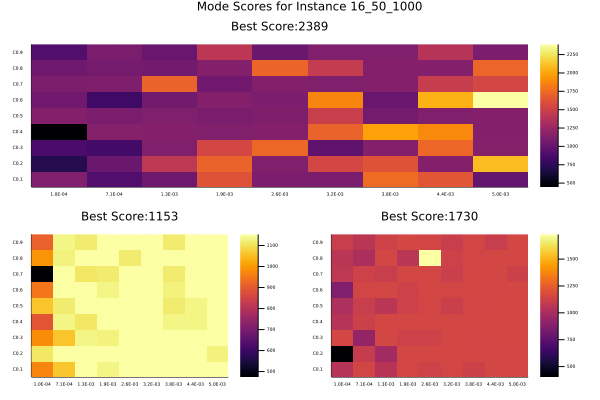 Mode Scores for Instance 16_50_1000
Best Score:2389
C0.9
C0.8
C0.7
C0.6
C0.5
C0.4
C0.3
C0.2
C0.1
2250
2000
1750
1500
1250
1000
750
500
1.0E-04 7.1E-04 1.3E-03 1.9E-03 2.6E-03 3.2E-03 3.8E-03 4.4E-03 5.0E-03
Best Score:1153
C0.9
C0.8
C0.7
C0.6
C0.5
C0.4
C0.3
C0.2
C0.1
1100
1000
900
800
700
600
500
1.0E-04 7.1E-04 1.3E-03 1.9E-03 2.6E-03 3.2E-03 3.8E-03 4.4E-03 5.0E-03
Best Score:1730
C0.9
C0.8
C0.7
C0.6
C0.5
C0.4
C0.3
C0.2
C0.1
1500
1000
500
1.0E-04 7.1E-04 1.3E-03 1.9E-03 2.6E-03 3.2E-03 3.8E-03 4.4E-03 5.0E-03